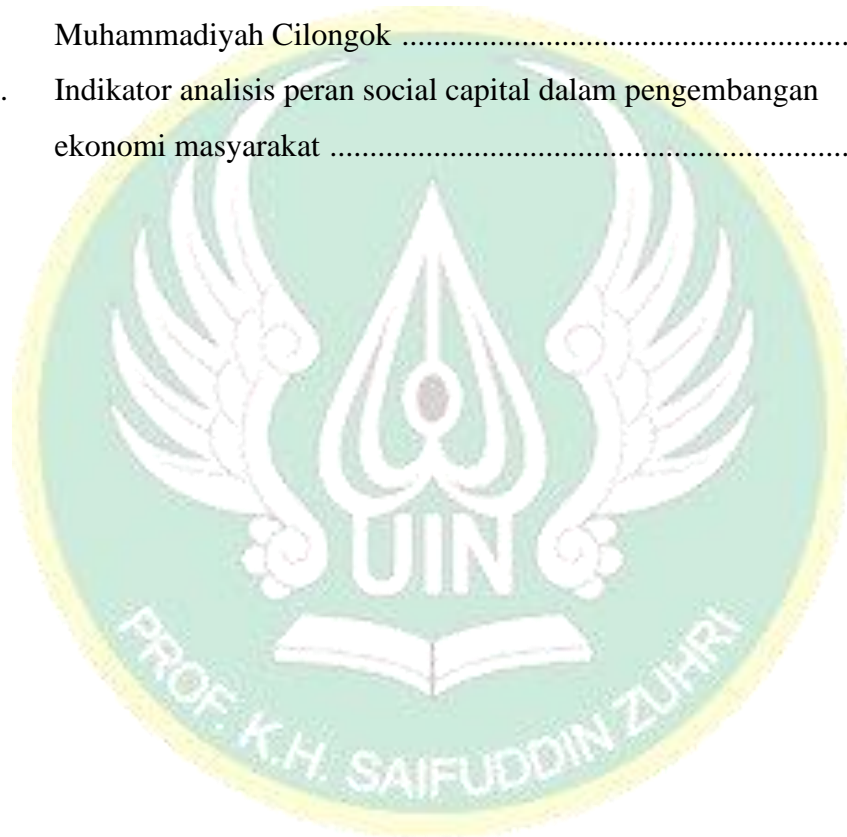 Muhammadiyah Cilongok ........................................................
. Indikator analisis peran social capital dalam pengembangan
ekonomi masyarakat .................................................................
UIN
PROF. K.H. SAIFUDDIN ZUHRI